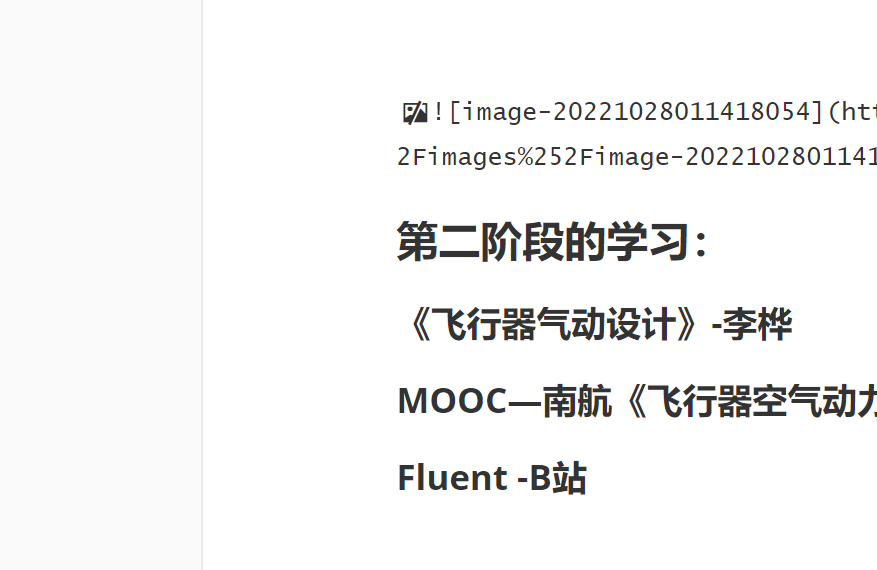 ![image-20221028011418054](htt
2Fimages%252Fimage-2022102801141
第二阶段的学习：
《飞行器气动设计》-李桦
MOOC—南航《飞行器空气动力
Fluent -B站